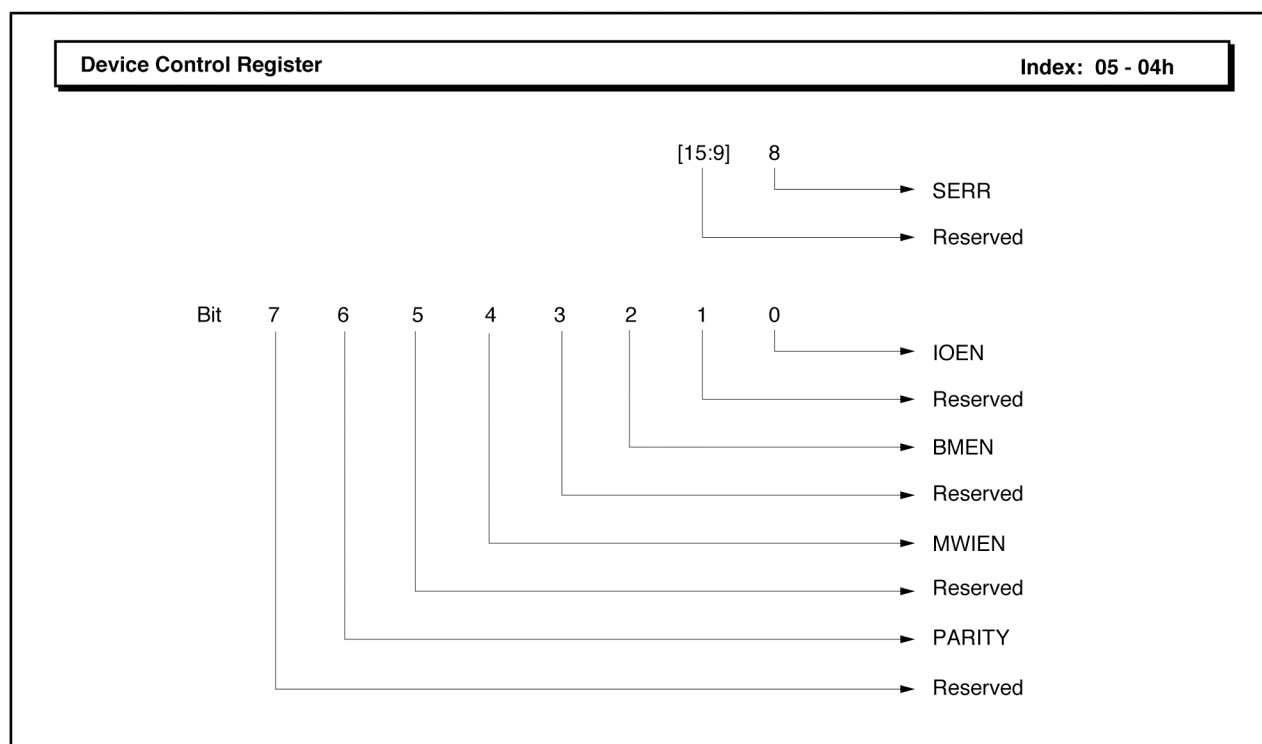 Device Control Register Index: 05 - 04h
[15:9] 8
SERR
Reserved
Bit 7 6 5 4 3 2 1 0
IOEN
Reserved
BMEN
Reserved
MWIEN
Reserved
PARITY
Reserved